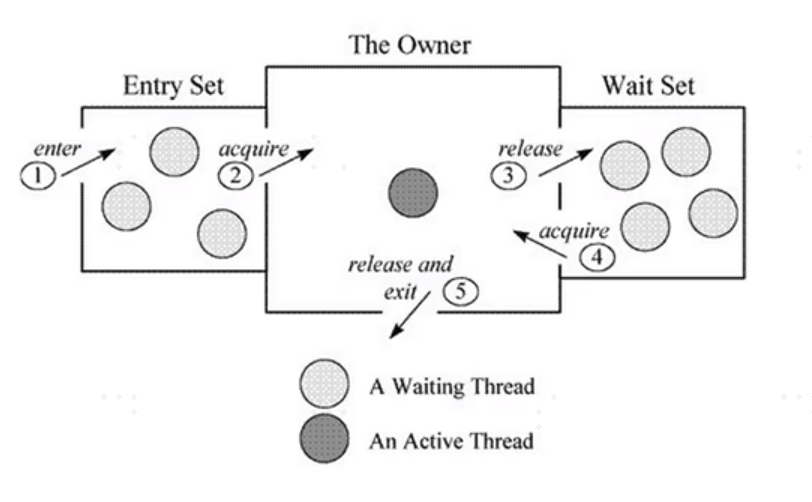 The Owner
Entry Set
Wait Set
enter
1
acquire
2
release
3
acquire
4
release and
exit
5
A Waiting Thread
An Active Thread